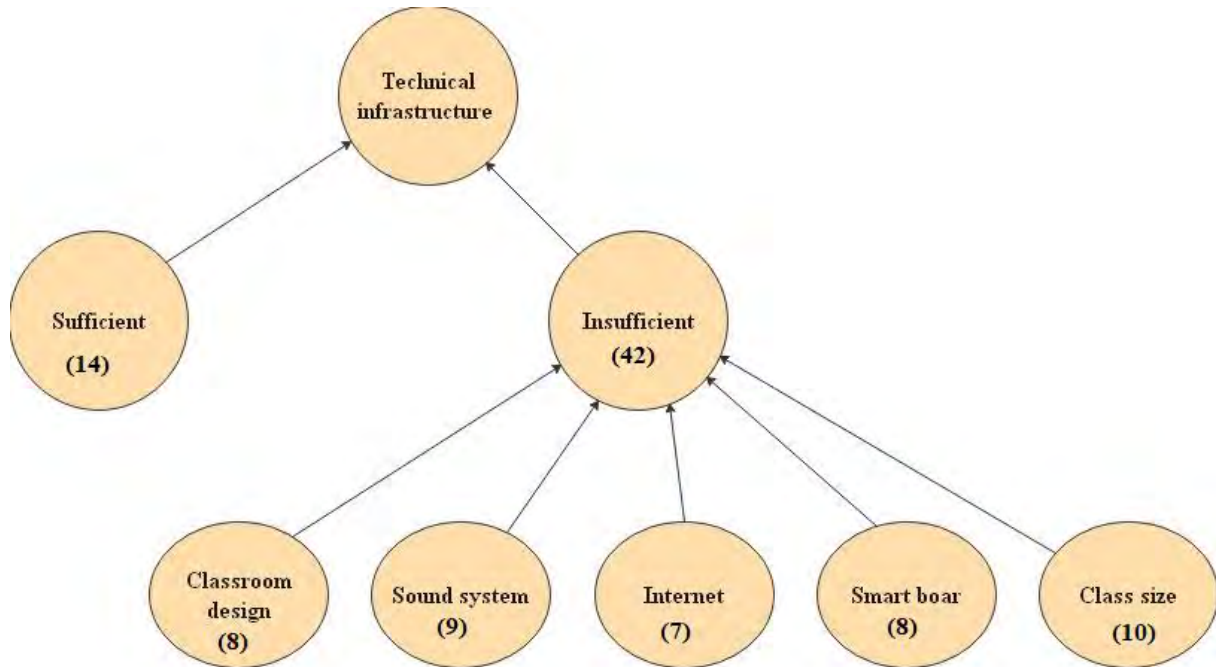 Technical
infrastructure
Sufficient
(14)
Insufficient
(42)
Classroom
design
(8)
Sound system
(9)
Internet
(7)
Smart boar
(8)
Class size
(10)